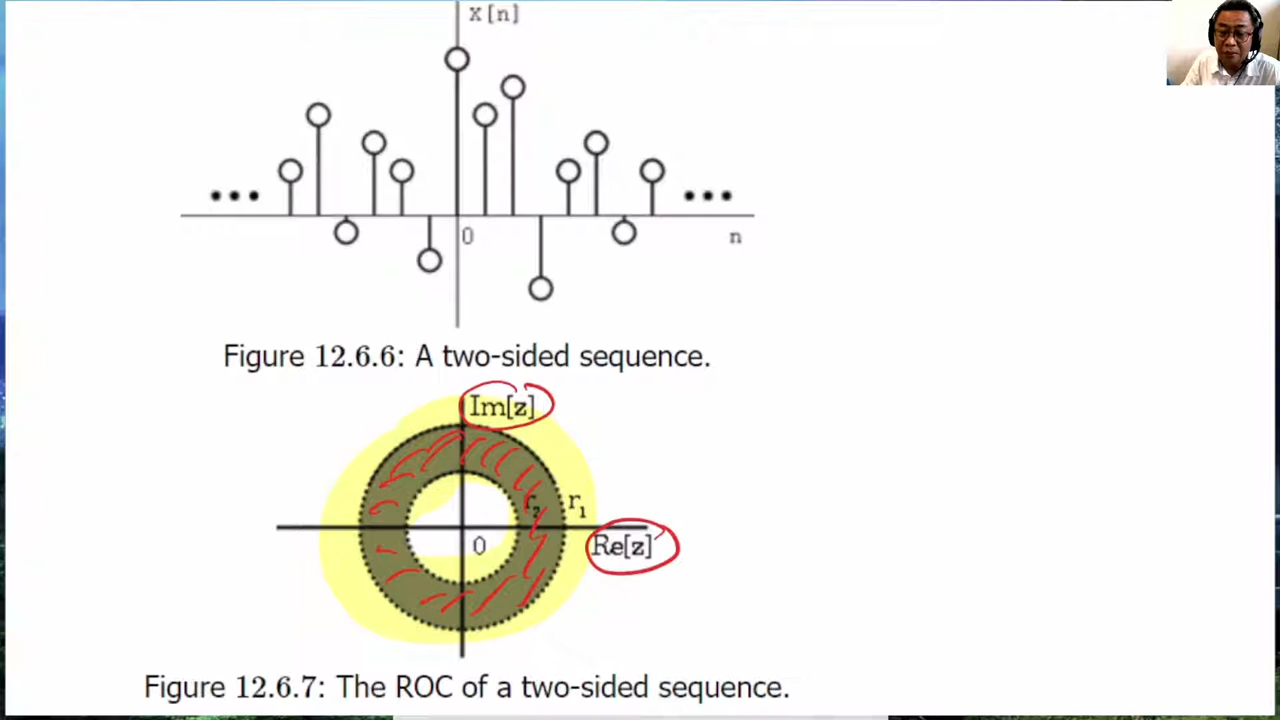 X[n]
0
n
Figure 12.6.6: A two-sided sequence.
Im[z]
r₂ r₁
0
Re[z]
Figure 12.6.7: The ROC of a two-sided sequence.